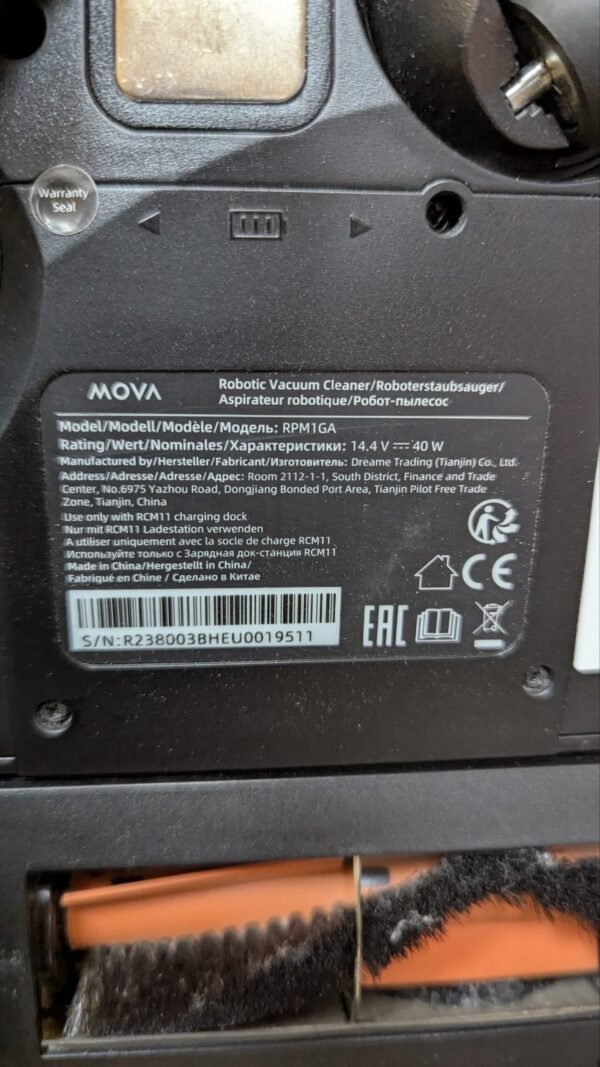 Warranty
Seal
MOVA
Robotic Vacuum Cleaner/Roboterstaubsauger/
Aspirateur robotique/Робот-пылесос
Model/Modell/Modèle/Модель: RPM1GA
Rating/Wert/Nominales/Характеристики: 14.4 V ⎓ 40 W
Manufactured by/Hersteller/Fabricant/Изготовитель: Dreame Trading (Tianjin) Co., Ltd.
Address/Adresse/Adresse/Адрес: Room 2112-1-1, South District, Finance and Trade
Center, No.6975 Yazhou Road, Dongjiang Bonded Port Area, Tianjin Pilot Free Trade
Zone, Tianjin, China
Use only with RCM11 charging dock
Nur mit RCM11 Ladestation verwenden
A utiliser uniquement avec la socle de charge RCM11
Используйте только с Зарядная док-станция RCM11
Made in China/Hergestellt in China/
Fabriqué en Chine / Сделано в Китае
CE
S/N:R238003BHEU0019511
EAC